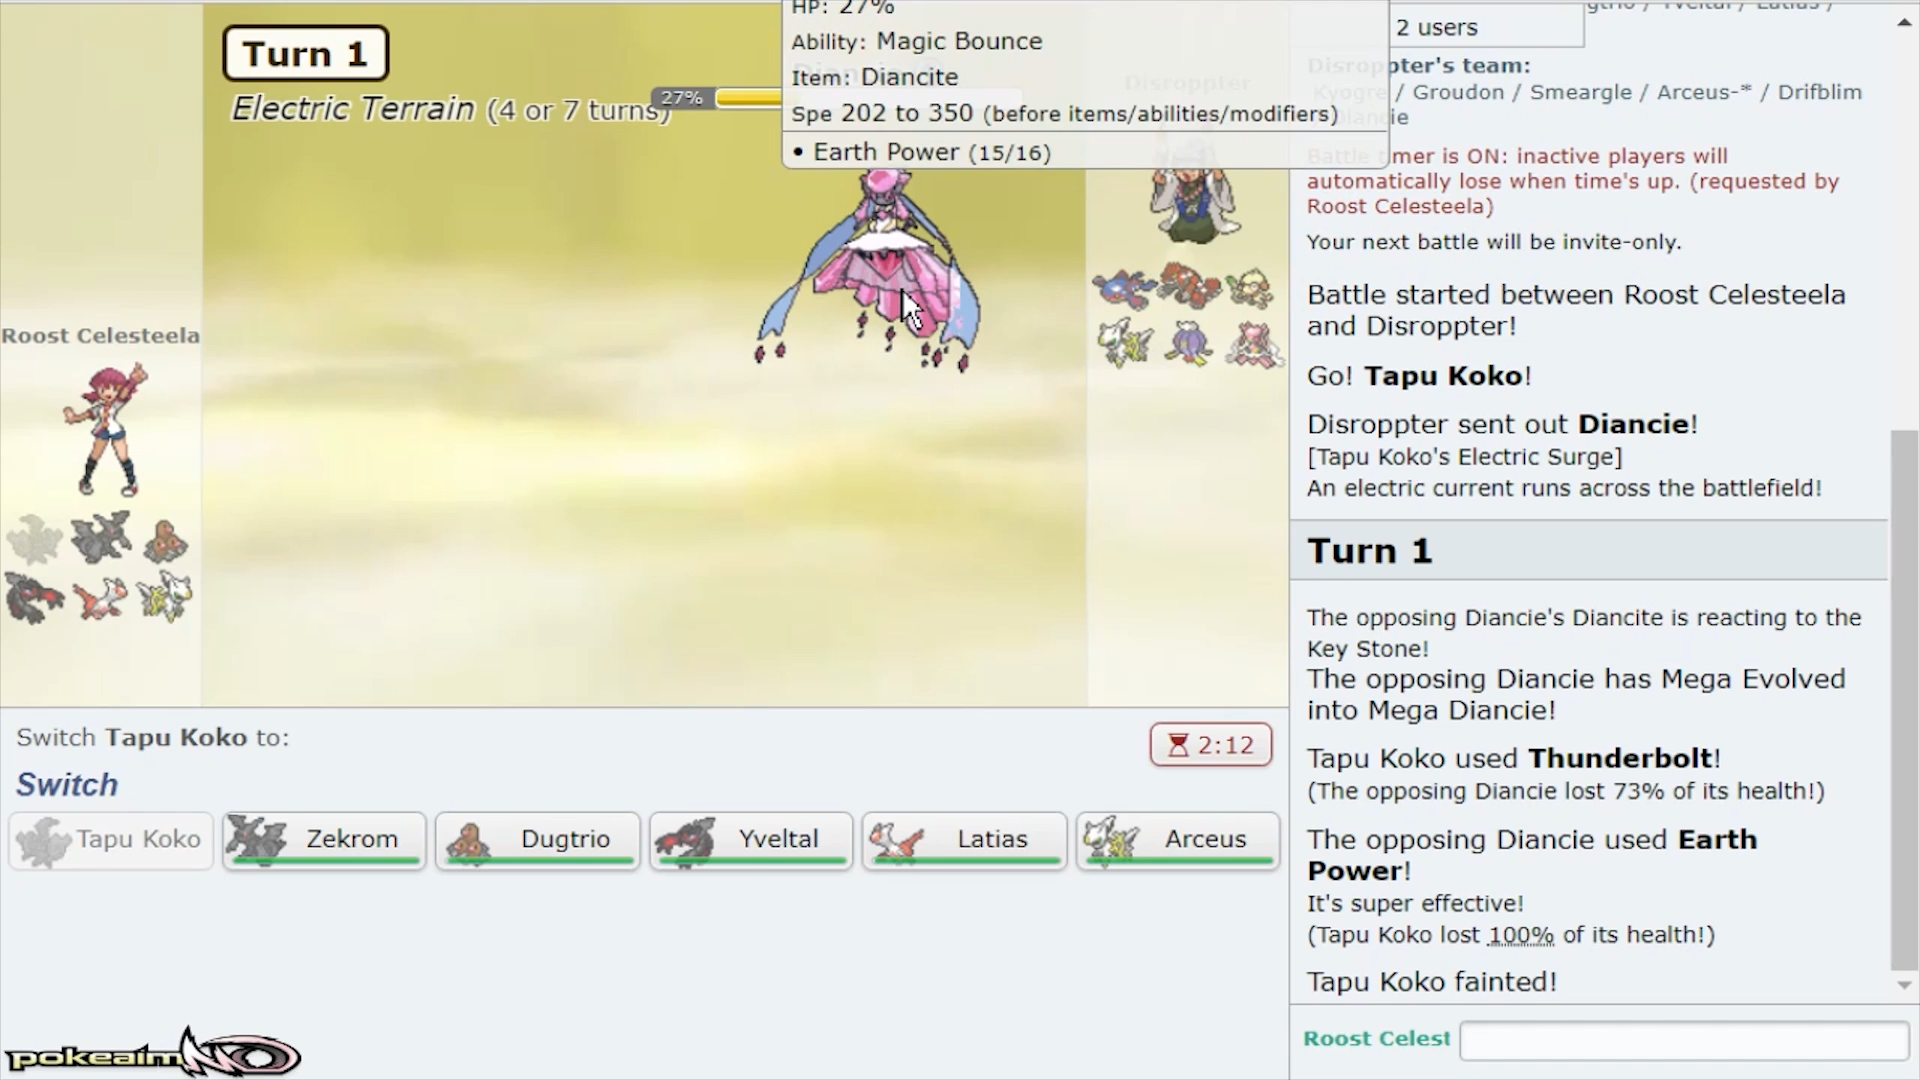 Turn 1
Electric Terrain (4 or 7 turns)
27%
HP: 27%
Ability: Magic Bounce
Item: Diancite
Spe 202 to 350 (before items/abilities/modifiers)
• Earth Power (15/16)
Disroppter
Roost Celesteela
Switch Tapu Koko to:
2:12
Switch
Tapu Koko
Zekrom
Dugtrio
Yveltal
Latias
Arceus
pokeaimMD
2 users
Disroppter's team:
Kyogre / Groudon / Smeargle / Arceus-* / Drifblim
Battle timer is ON: inactive players will
automatically lose when time's up. (requested by
Roost Celesteela)
Your next battle will be invite-only.
Battle started between Roost Celesteela
and Disroppter!
Go! Tapu Koko!
Disroppter sent out Diancie!
[Tapu Koko's Electric Surge]
An electric current runs across the battlefield!
Turn 1
The opposing Diancie's Diancite is reacting to the
Key Stone!
The opposing Diancie has Mega Evolved
into Mega Diancie!
Tapu Koko used Thunderbolt!
(The opposing Diancie lost 73% of its health!)
The opposing Diancie used Earth
Power!
It's super effective!
(Tapu Koko lost 100% of its health!)
Tapu Koko fainted!
Roost Celest